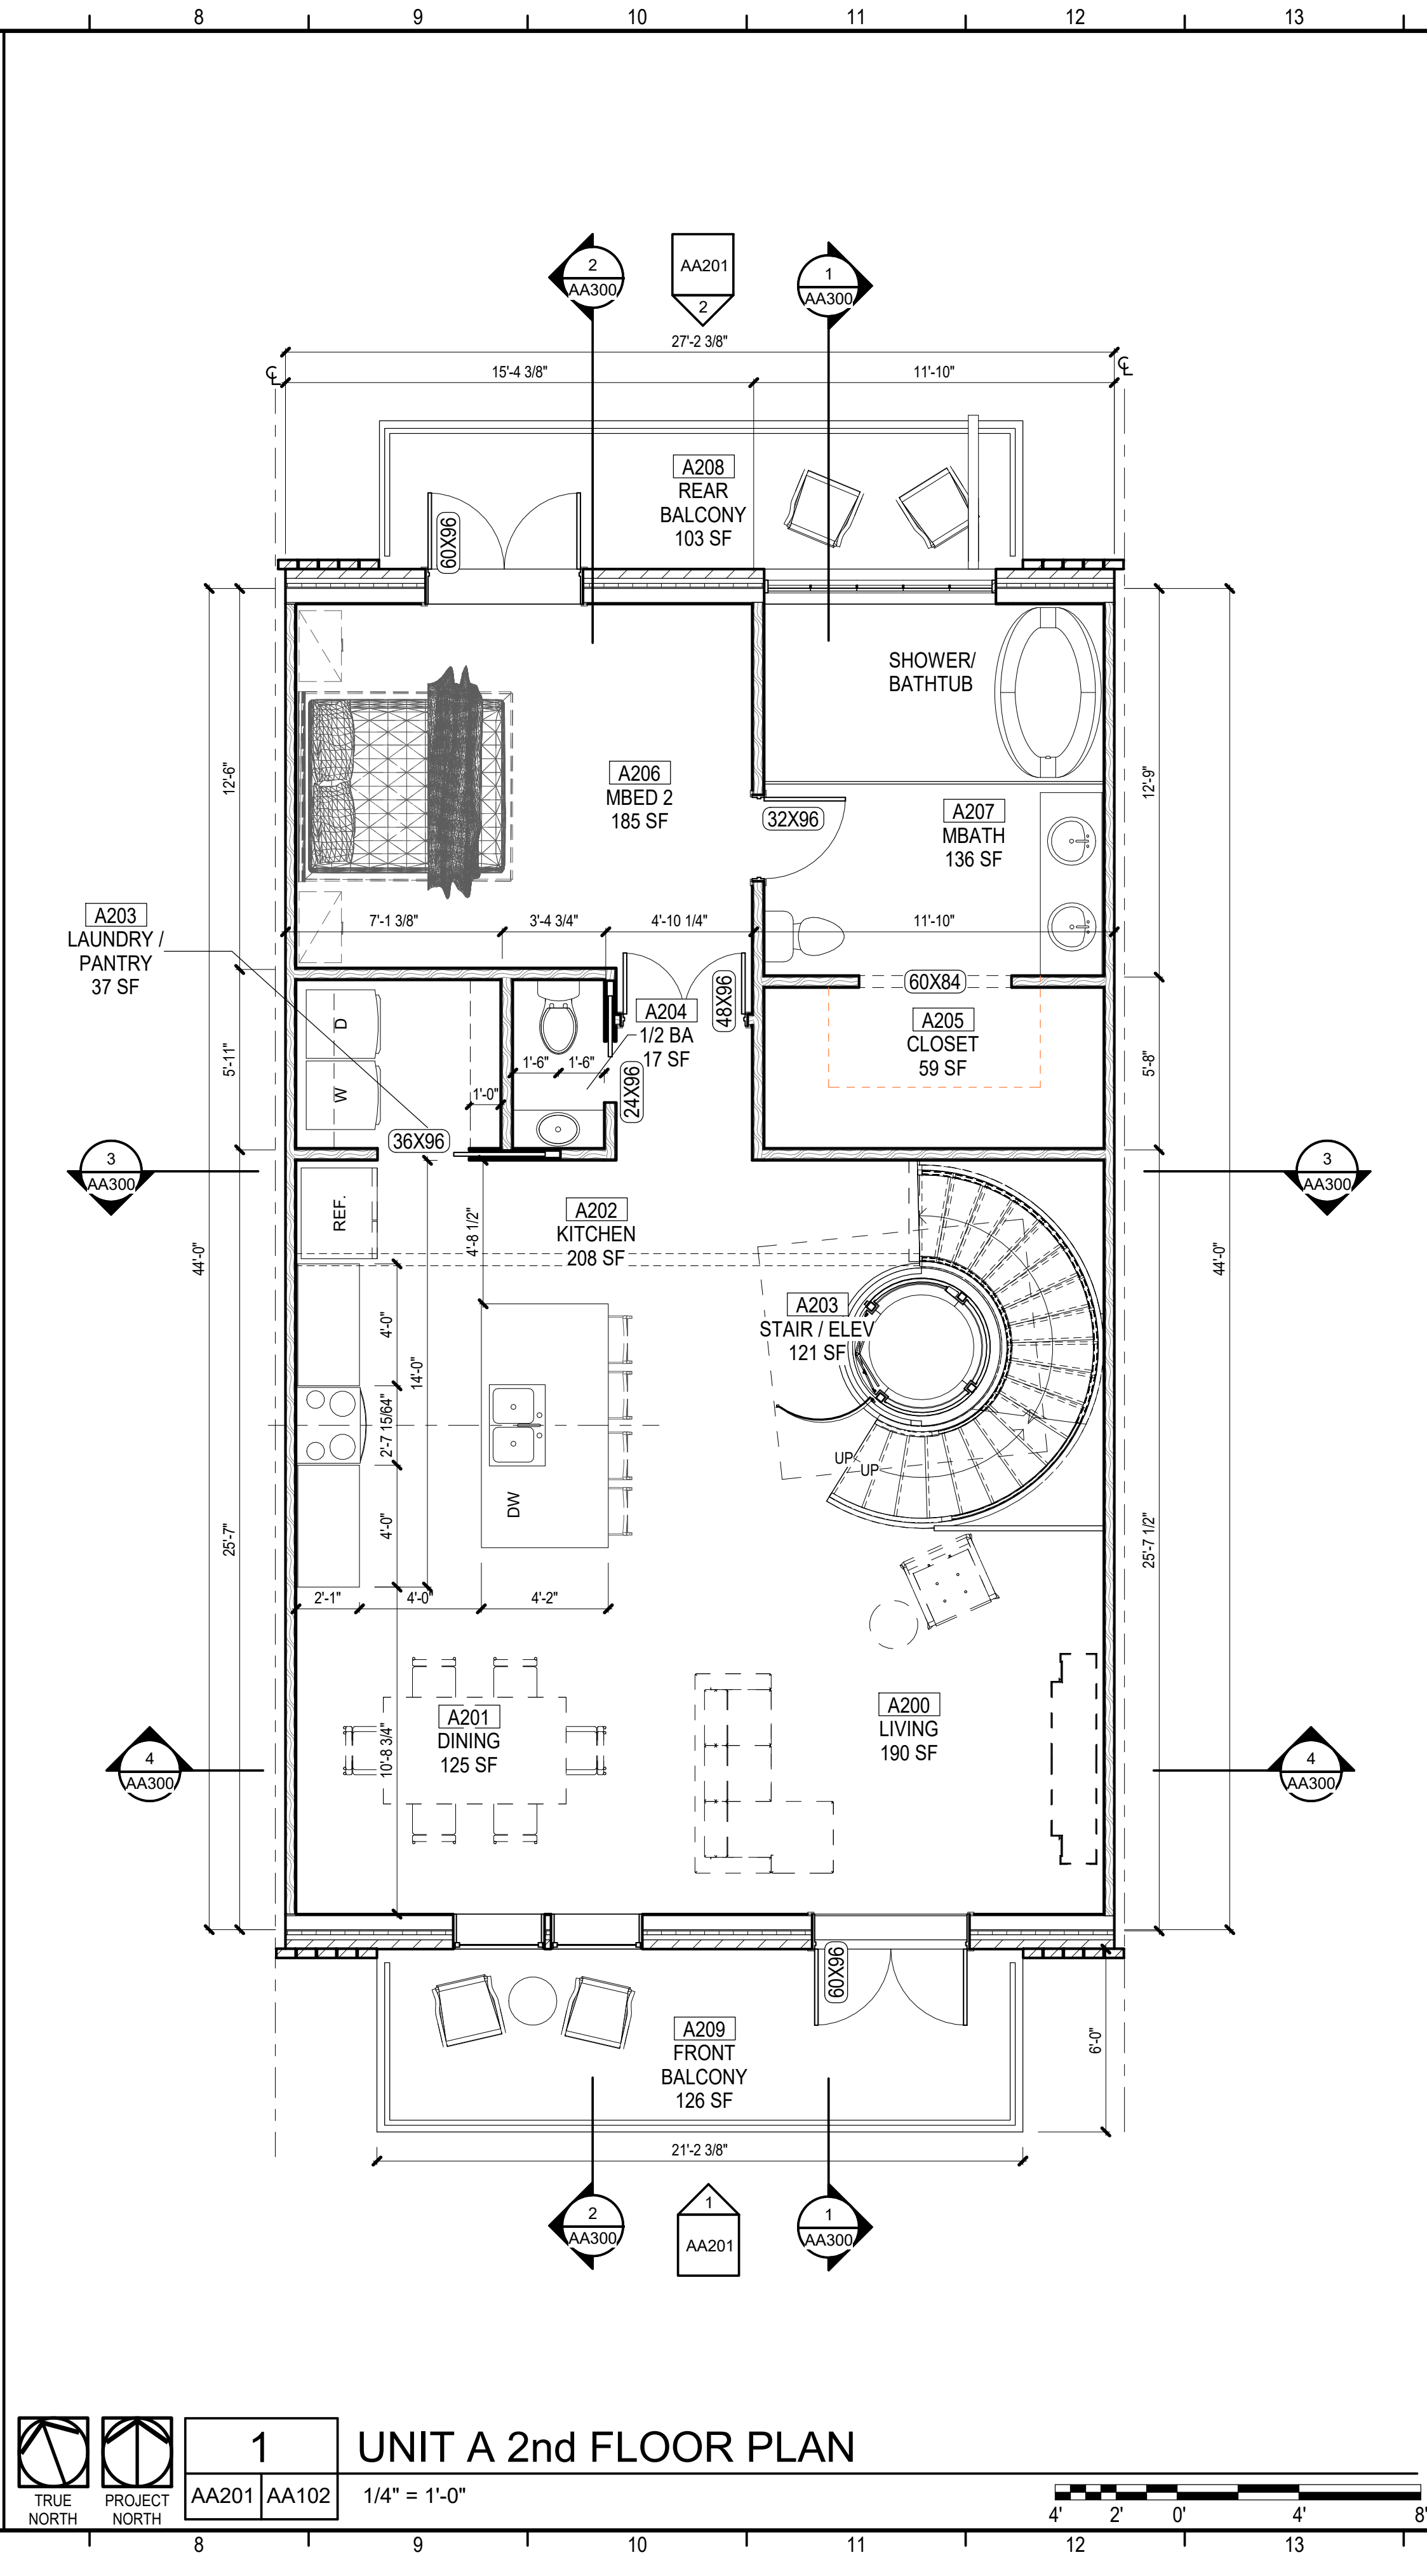 8 9 10 11 12 13
2
AA300
AA201
2
1
AA300
27'-2 3/8"
℄ ℄
15'-4 3/8" 11'-10"
A208
REAR
BALCONY
103 SF
60X96
SHOWER/
BATHTUB
12'-6"
12'-9"
A206
MBED 2
185 SF
32X96
A207
MBATH
136 SF
A203
LAUNDRY /
PANTRY
37 SF
7'-1 3/8" 3'-4 3/4" 4'-10 1/4" 11'-10"
60X84
48X96
A204
1/2 BA
17 SF
A205
CLOSET
59 SF
D
W
5'-11"
5'-8"
1'-6" 1'-6"
1'-0"
24X96
36X96
3
AA300
3
AA300
REF.
4'-8 1/2"
A202
KITCHEN
208 SF
44'-0"
44'-0"
A203
STAIR / ELEV
121 SF
4'-0"
14'-0"
2'-7 15/64"
4'-0"
UP
UP
DW
25'-7"
25'-7 1/2"
2'-1" 4'-0" 4'-2"
A201
DINING
125 SF
10'-8 3/4"
A200
LIVING
190 SF
4
AA300
4
AA300
60X96
A209
FRONT
BALCONY
126 SF
6'-0"
21'-2 3/8"
2
AA300
1
AA201
1
AA300
1
UNIT A 2nd FLOOR PLAN
AA201 AA102
1/4" = 1'-0"
TRUE
NORTH
PROJECT
NORTH
4' 2' 0' 4' 8'
8 9 10 11 12 13